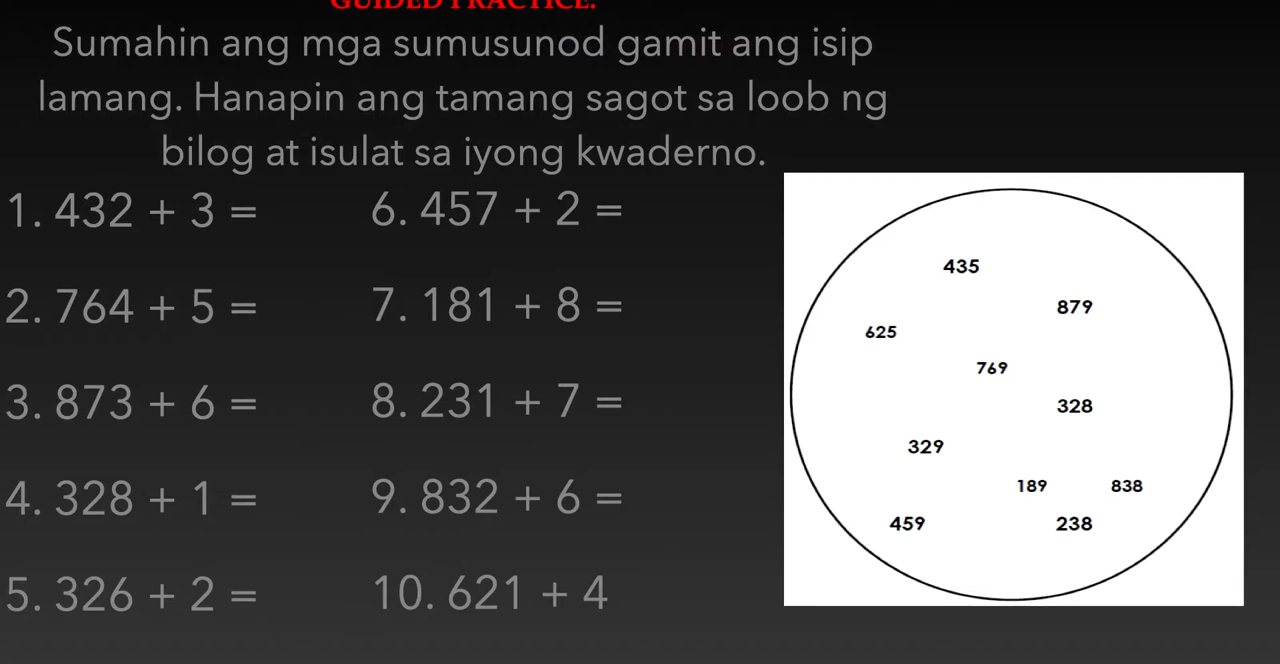 GUIDED PRACTICE:
Sumahin ang mga sumusunod gamit ang isip
lamang. Hanapin ang tamang sagot sa loob ng
bilog at isulat sa iyong kwaderno.
1. 432 + 3 =
2. 764 + 5 =
3. 873 + 6 =
4. 328 + 1 =
5. 326 + 2 =
6. 457 + 2 =
7. 181 + 8 =
8. 231 + 7 =
9. 832 + 6 =
10. 621 + 4
435
879
625
769
328
329
189
838
459
238